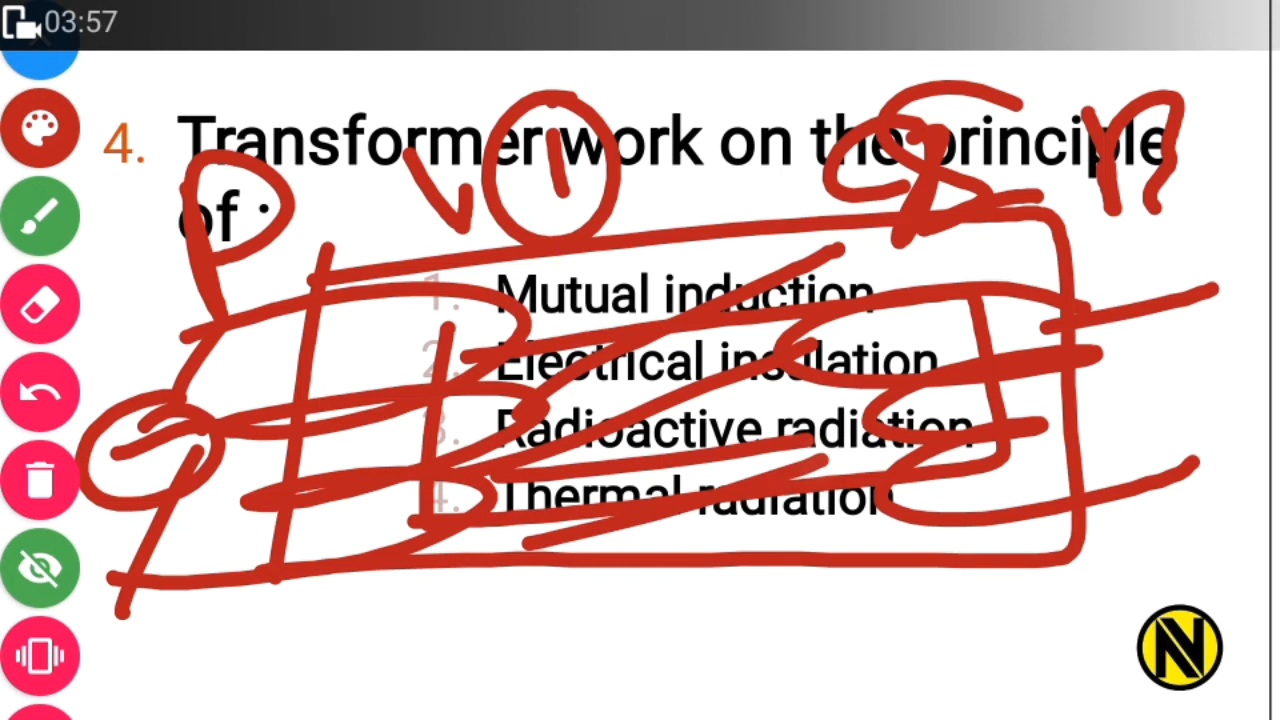 03:57
4. Transformer work on the principle
of :
1. Mutual induction
2. Electrical insulation
3. Radioactive radiation
4. Thermal radiation
P
1
S
n
N